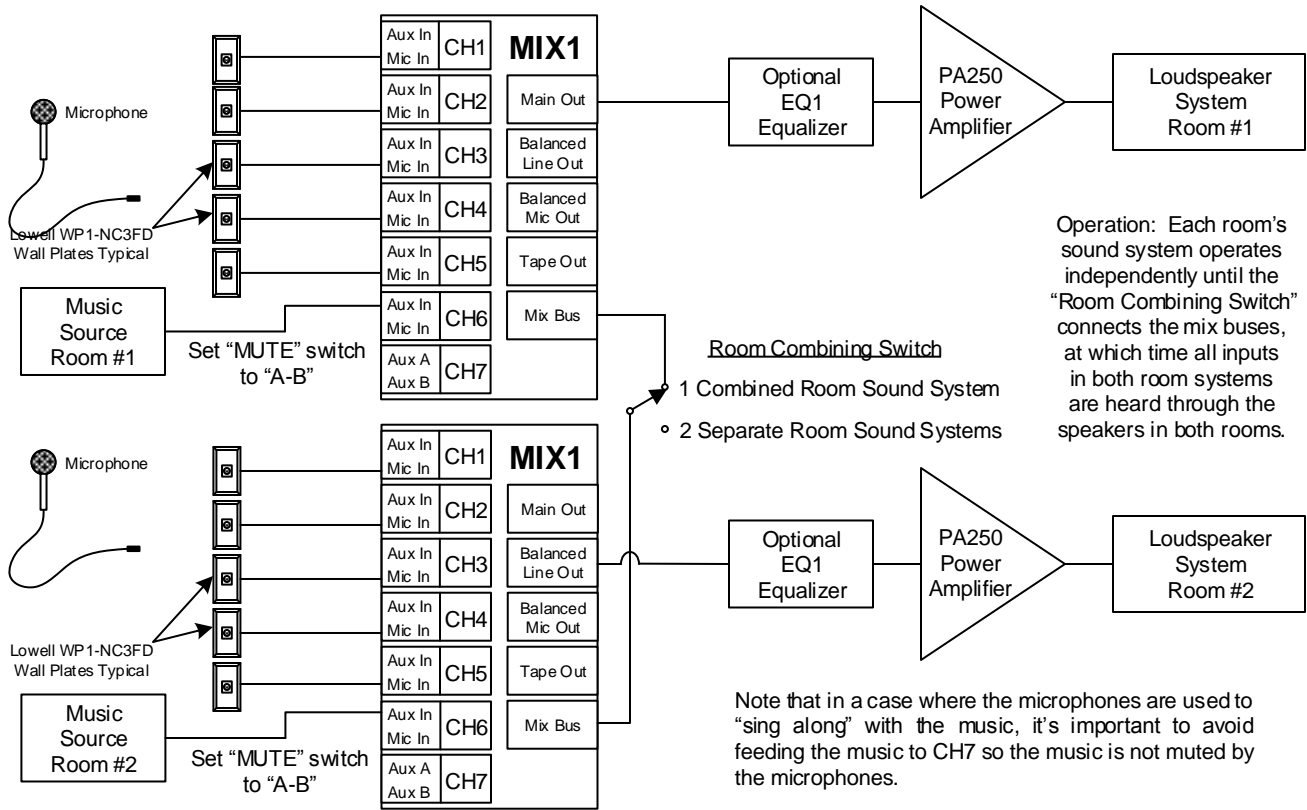 Microphone
Lowell WP1-NC3FD
Wall Plates Typical
Music
Source
Room #1
Set “MUTE” switch
to “A-B”
MIX1
Aux In
Mic In
CH1
Aux In
Mic In
CH2
Aux In
Mic In
CH3
Aux In
Mic In
CH4
Aux In
Mic In
CH5
Aux In
Mic In
CH6
Aux A
Aux B
CH7
Main Out
Balanced
Line Out
Balanced
Mic Out
Tape Out
Mix Bus
Optional
EQ1
Equalizer
PA250
Power
Amplifier
Loudspeaker
System
Room #1
Operation: Each room’s
sound system operates
independently until the
“Room Combining Switch”
connects the mix buses,
at which time all inputs
in both room systems
are heard through the
speakers in both rooms.
Room Combining Switch
1 Combined Room Sound System
2 Separate Room Sound Systems
Microphone
Lowell WP1-NC3FD
Wall Plates Typical
Music
Source
Room #2
Set “MUTE” switch
to “A-B”
MIX1
Aux In
Mic In
CH1
Aux In
Mic In
CH2
Aux In
Mic In
CH3
Aux In
Mic In
CH4
Aux In
Mic In
CH5
Aux In
Mic In
CH6
Aux A
Aux B
CH7
Main Out
Balanced
Line Out
Balanced
Mic Out
Tape Out
Mix Bus
Optional
EQ1
Equalizer
PA250
Power
Amplifier
Loudspeaker
System
Room #2
Note that in a case where the microphones are used to
“sing along” with the music, it’s important to avoid
feeding the music to CH7 so the music is not muted by
the microphones.